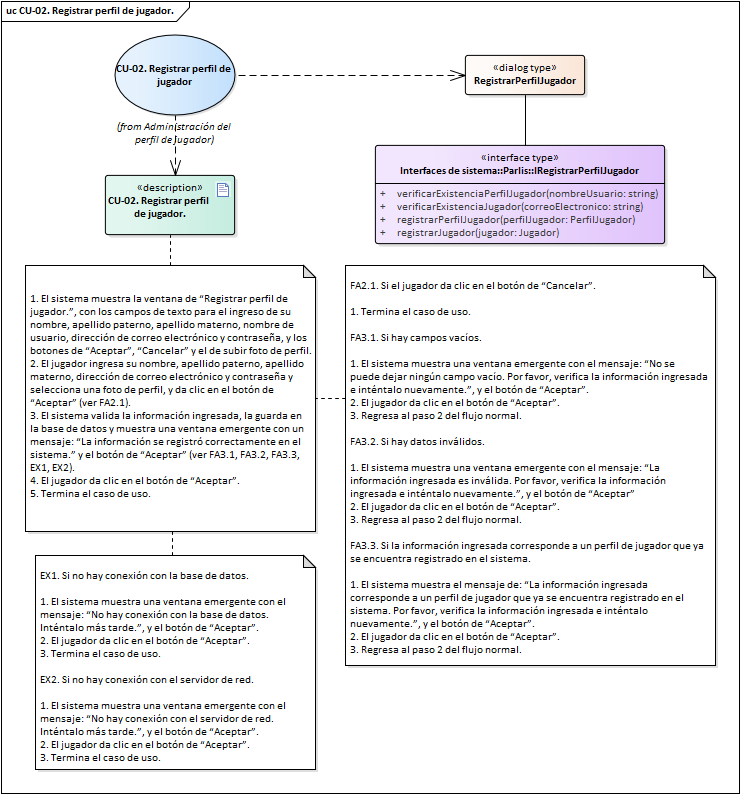 uc CU-02. Registrar perfil de jugador.
CU-02. Registrar perfil de
jugador
(from Administración del
perfil de jugador)
«dialog type»
RegistrarPerfilJugador
«interface type»
Interfaces de sistema::Parlis::IRegistrarPerfilJugador
+ verificarExistenciaPerfilJugador(nombreUsuario: string)
+ verificarExistenciaJugador(correoElectronico: string)
+ registrarPerfilJugador(perfilJugador: PerfilJugador)
+ registrarJugador(jugador: Jugador)
«description»
CU-02. Registrar perfil
de jugador.
1. El sistema muestra la ventana de “Registrar perfil de
jugador.”, con los campos de texto para el ingreso de su
nombre, apellido paterno, apellido materno, nombre de
usuario, dirección de correo electrónico y contraseña, y los
botones de “Aceptar”, “Cancelar” y el de subir foto de perfil.
2. El jugador ingresa su nombre, apellido paterno, apellido
materno, dirección de correo electrónico y contraseña y
selecciona una foto de perfil, y da clic en el botón de
“Aceptar” (ver FA2.1).
3. El sistema valida la información ingresada, la guarda en
la base de datos y muestra una ventana emergente con un
mensaje: “La información se registró correctamente en el
sistema.” y el botón de “Aceptar” (ver FA3.1, FA3.2, FA3.3,
EX1, EX2).
4. El jugador da clic en el botón de “Aceptar”.
5. Termina el caso de uso.
FA2.1. Si el jugador da clic en el botón de “Cancelar”.
1. Termina el caso de uso.
FA3.1. Si hay campos vacíos.
1. El sistema muestra una ventana emergente con el mensaje: “No se
puede dejar ningún campo vacío. Por favor, verifica la información ingresada
e inténtalo nuevamente.”, y el botón de “Aceptar”.
2. El jugador da clic en el botón de “Aceptar”.
3. Regresa al paso 2 del flujo normal.
FA3.2. Si hay datos inválidos.
1. El sistema muestra una ventana emergente con el mensaje: “La
información ingresada es inválida. Por favor, verifica la información
ingresada e inténtalo nuevamente.”, y el botón de “Aceptar”
2. El jugador da clic en el botón de “Aceptar”.
3. Regresa al paso 2 del flujo normal.
FA3.3. Si la información ingresada corresponde a un perfil de jugador que ya
se encuentra registrado en el sistema.
1. El sistema muestra el mensaje de: “La información ingresada
corresponde a un perfil de jugador que ya se encuentra registrado en el
sistema. Por favor, verifica la información ingresada e inténtalo
nuevamente.”, y el botón de “Aceptar”.
2. El jugador da clic en el botón de “Aceptar”.
3. Regresa al paso 2 del flujo normal.
EX1. Si no hay conexión con la base de datos.
1. El sistema muestra una ventana emergente con el
mensaje: “No hay conexión con la base de datos.
Inténtalo más tarde.”, y el botón de “Aceptar”.
2. El jugador da clic en el botón de “Aceptar”.
3. Termina el caso de uso.
EX2. Si no hay conexión con el servidor de red.
1. El sistema muestra una ventana emergente con el
mensaje: “No hay conexión con el servidor de red.
Inténtalo más tarde.”, y el botón de “Aceptar”.
2. El jugador da clic en el botón de “Aceptar”.
3. Termina el caso de uso.